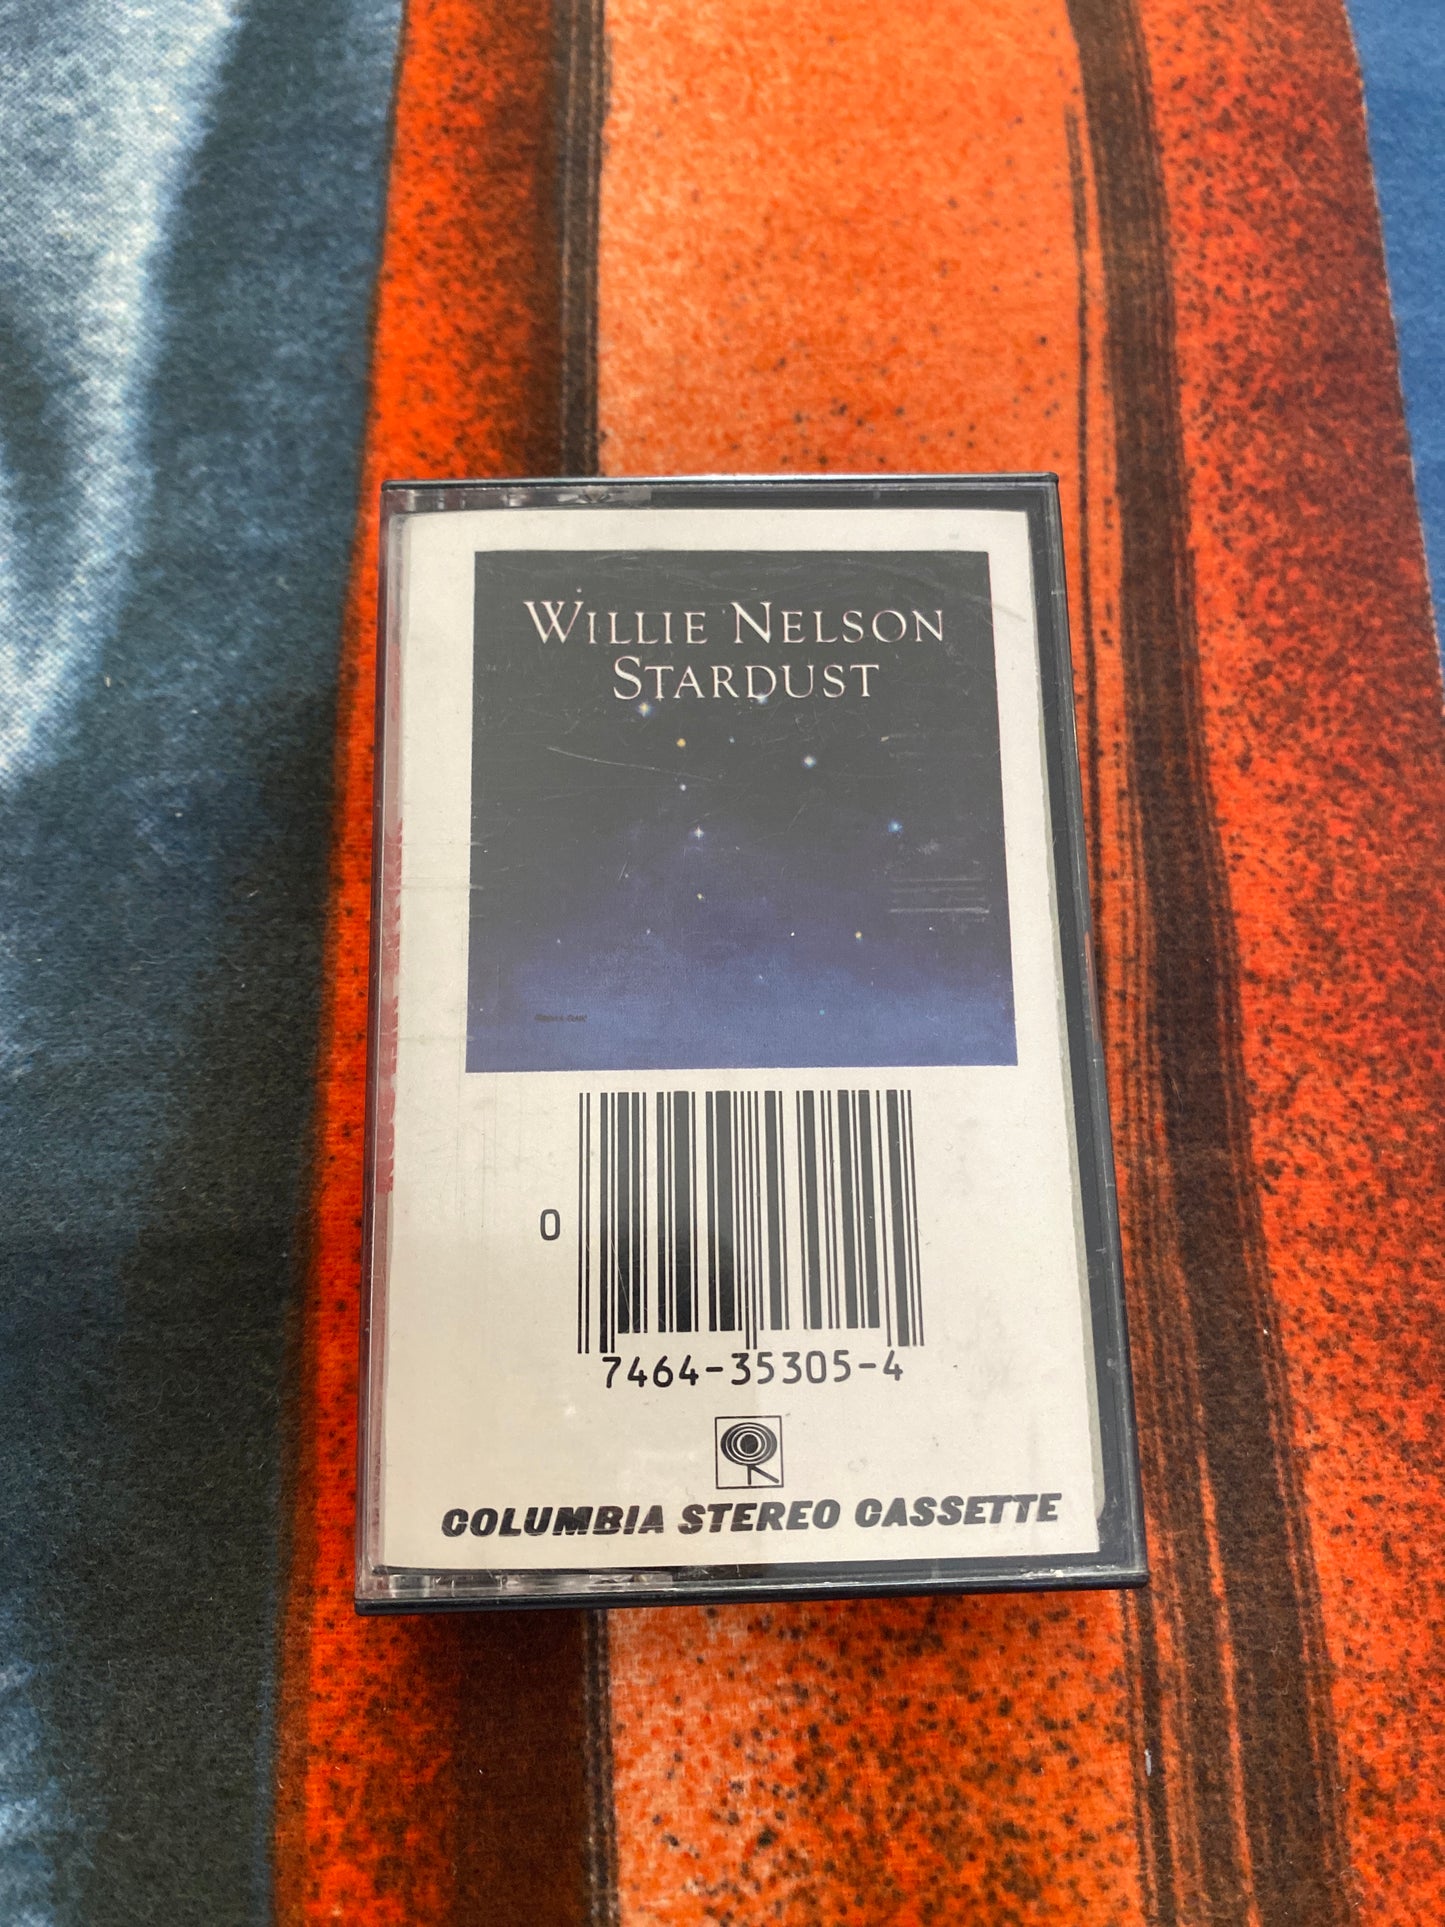 WILLIE NELSON
STARDUST
0
7464-35305-4
COLUMBIA STEREO CASSETTE